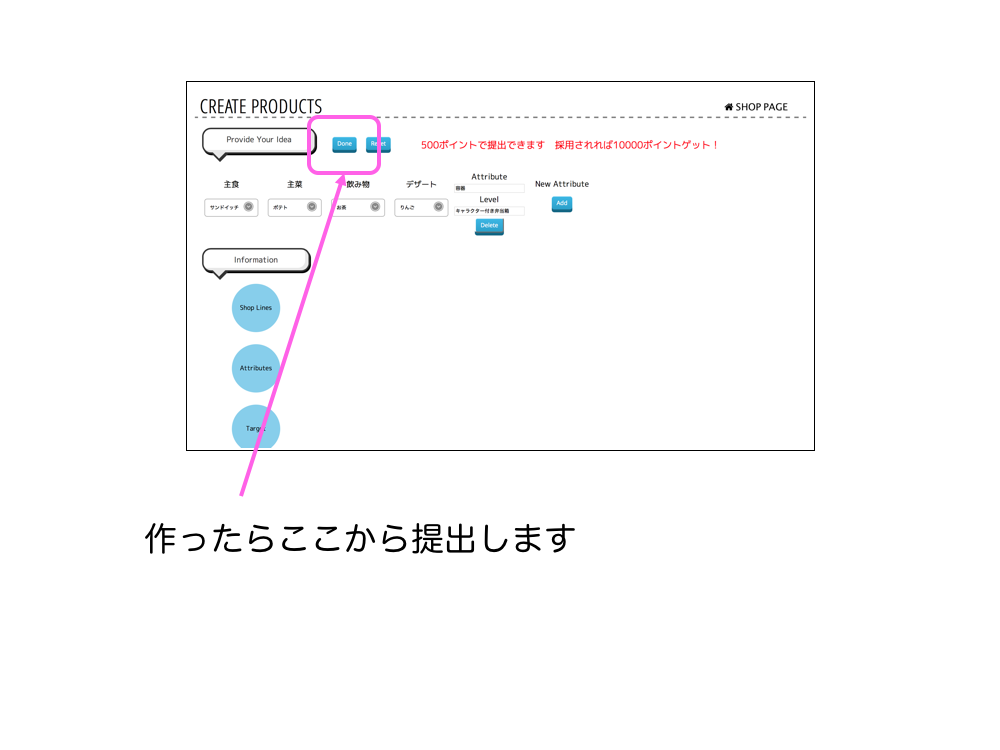 CREATE PRODUCTS
SHOP PAGE
Provide Your Idea
Done
Reset
500ポイントで提出できます　採用されれば10000ポイントゲット！
主食
主菜
飲み物
デザート
Attribute
New Attribute
サンドイッチ
ポテト
お茶
りんご
容器
Level
キャラクター付き弁当箱
Add
Delete
Information
Shop Lines
Attributes
Target
作ったらここから提出します